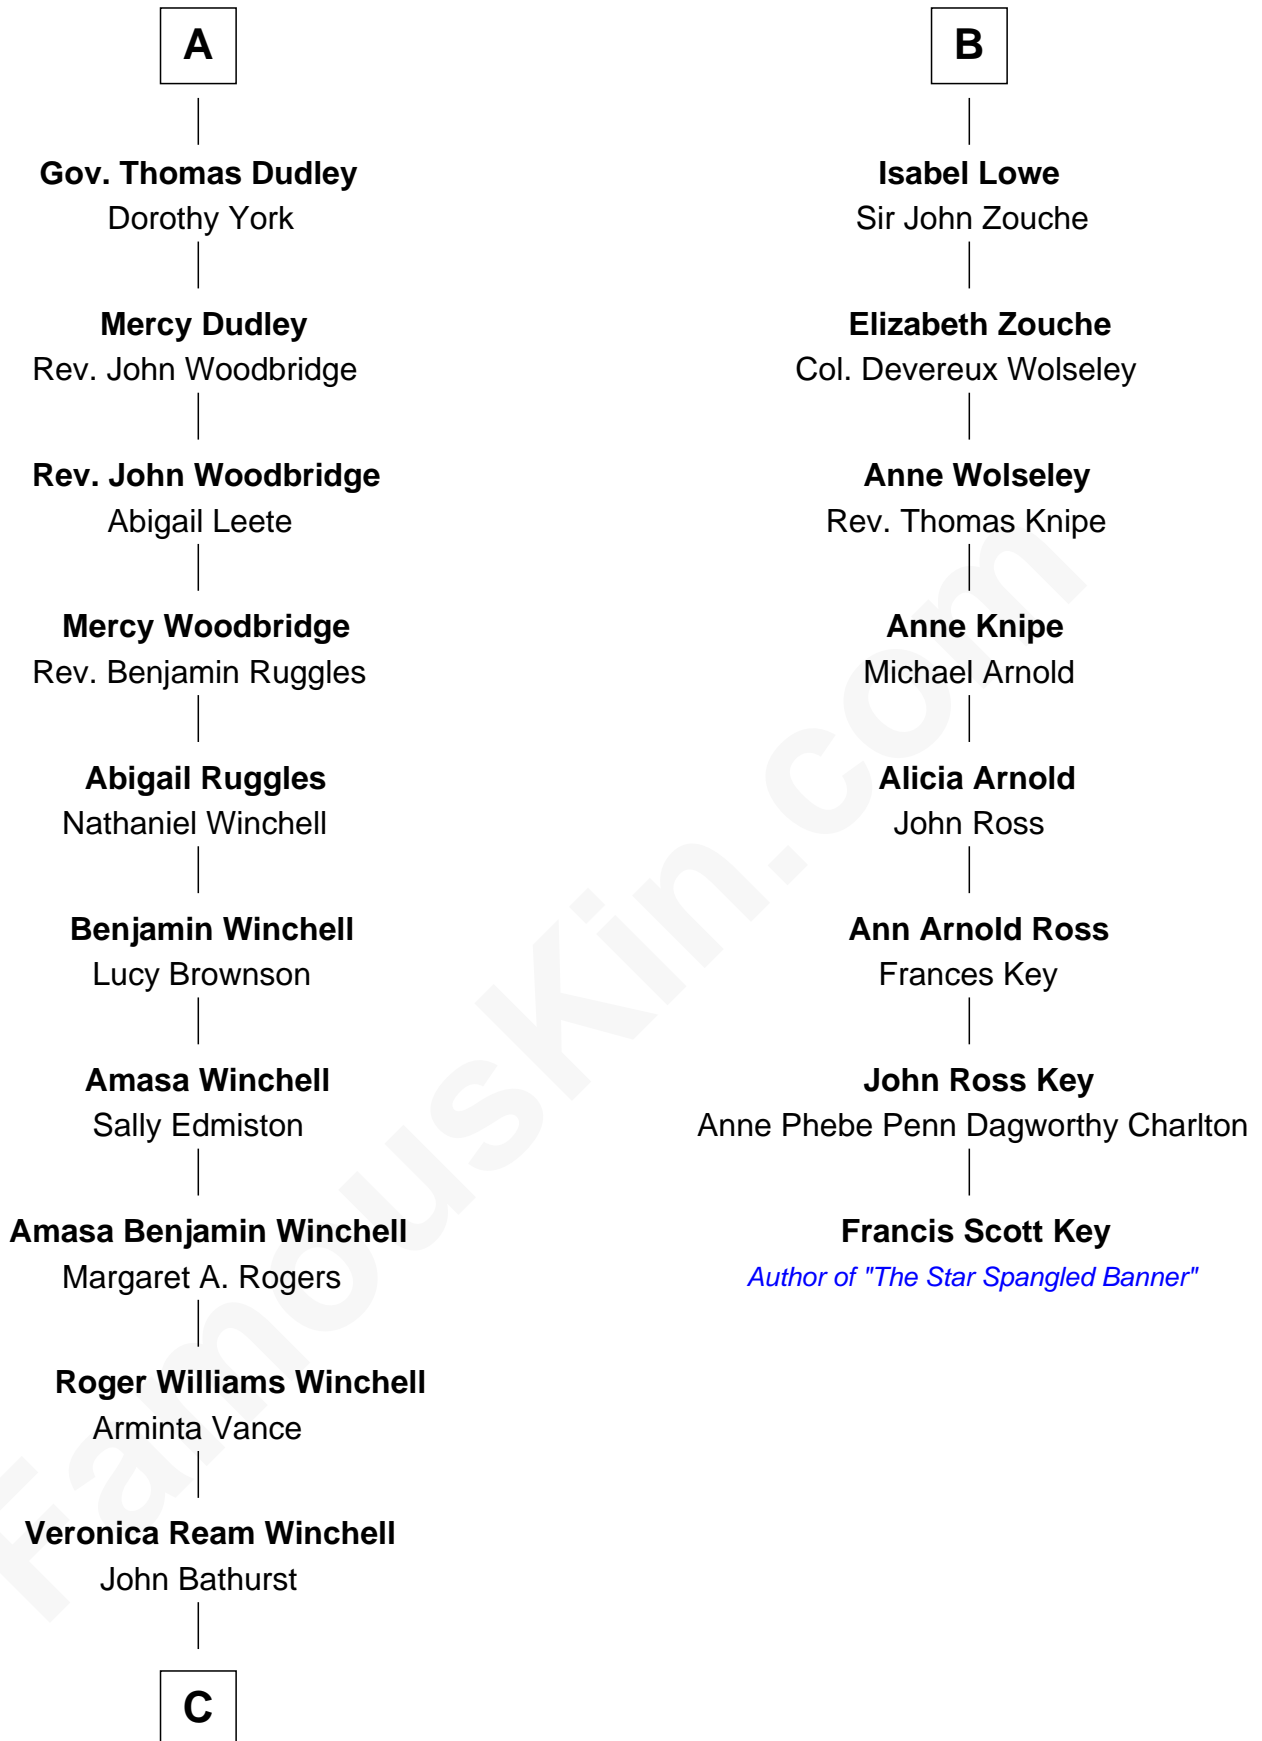 A
Gov. Thomas Dudley
Dorothy York
Mercy Dudley
Rev. John Woodbridge
Rev. John Woodbridge
Abigail Leete
Mercy Woodbridge
Rev. Benjamin Ruggles
Abigail Ruggles
Nathaniel Winchell
Benjamin Winchell
Lucy Brownson
Amasa Winchell
Sally Edmiston
Amasa Benjamin Winchell
Margaret A. Rogers
Roger Williams Winchell
Arminta Vance
Veronica Ream Winchell
John Bathurst
C
B
Isabel Lowe
Sir John Zouche
Elizabeth Zouche
Col. Devereux Wolseley
Anne Wolseley
Rev. Thomas Knipe
Anne Knipe
Michael Arnold
Alicia Arnold
John Ross
Ann Arnold Ross
Frances Key
John Ross Key
Anne Phebe Penn Dagworthy Charlton
Francis Scott Key
Author of "The Star Spangled Banner"
FamousKin.com